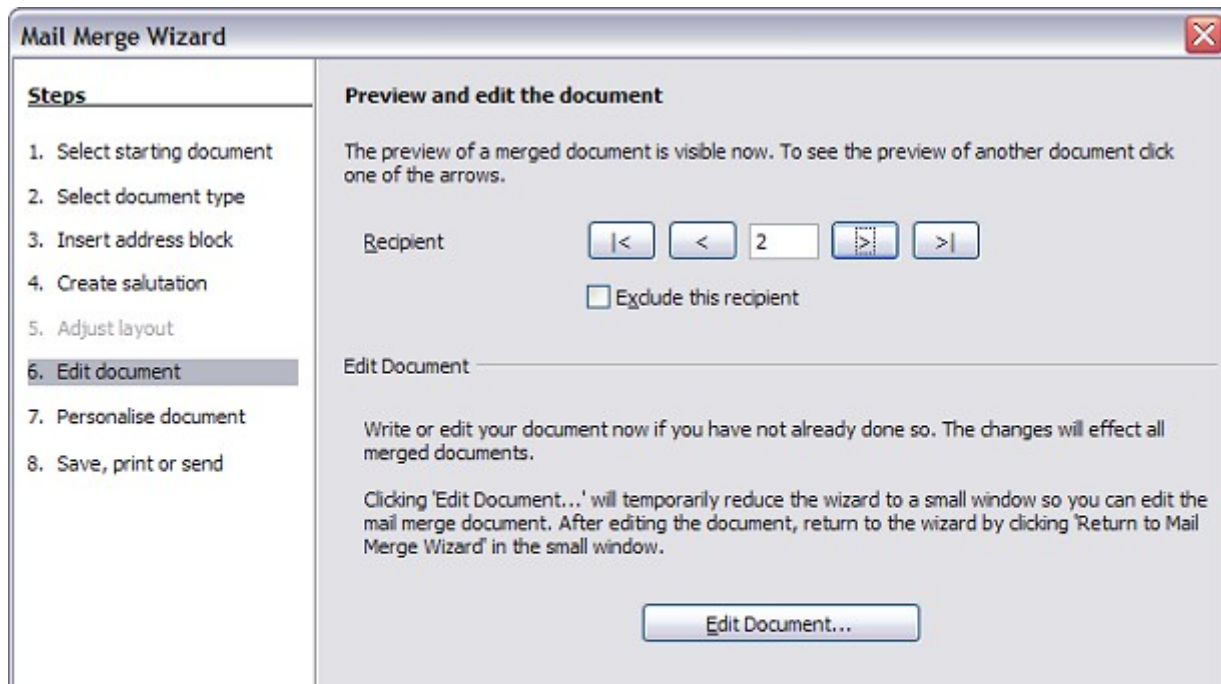 Mail Merge Wizard
Steps
1. Select starting document
2. Select document type
3. Insert address block
4. Create salutation
5. Adjust layout
6. Edit document
7. Personalise document
8. Save, print or send
Preview and edit the document
The preview of a merged document is visible now. To see the preview of another document click
one of the arrows.
Recipient |< < 2 > >|
Exclude this recipient
Edit Document
Write or edit your document now if you have not already done so. The changes will effect all
merged documents.
Clicking 'Edit Document...' will temporarily reduce the wizard to a small window so you can edit the
mail merge document. After editing the document, return to the wizard by clicking 'Return to Mail
Merge Wizard' in the small window.
Edit Document...